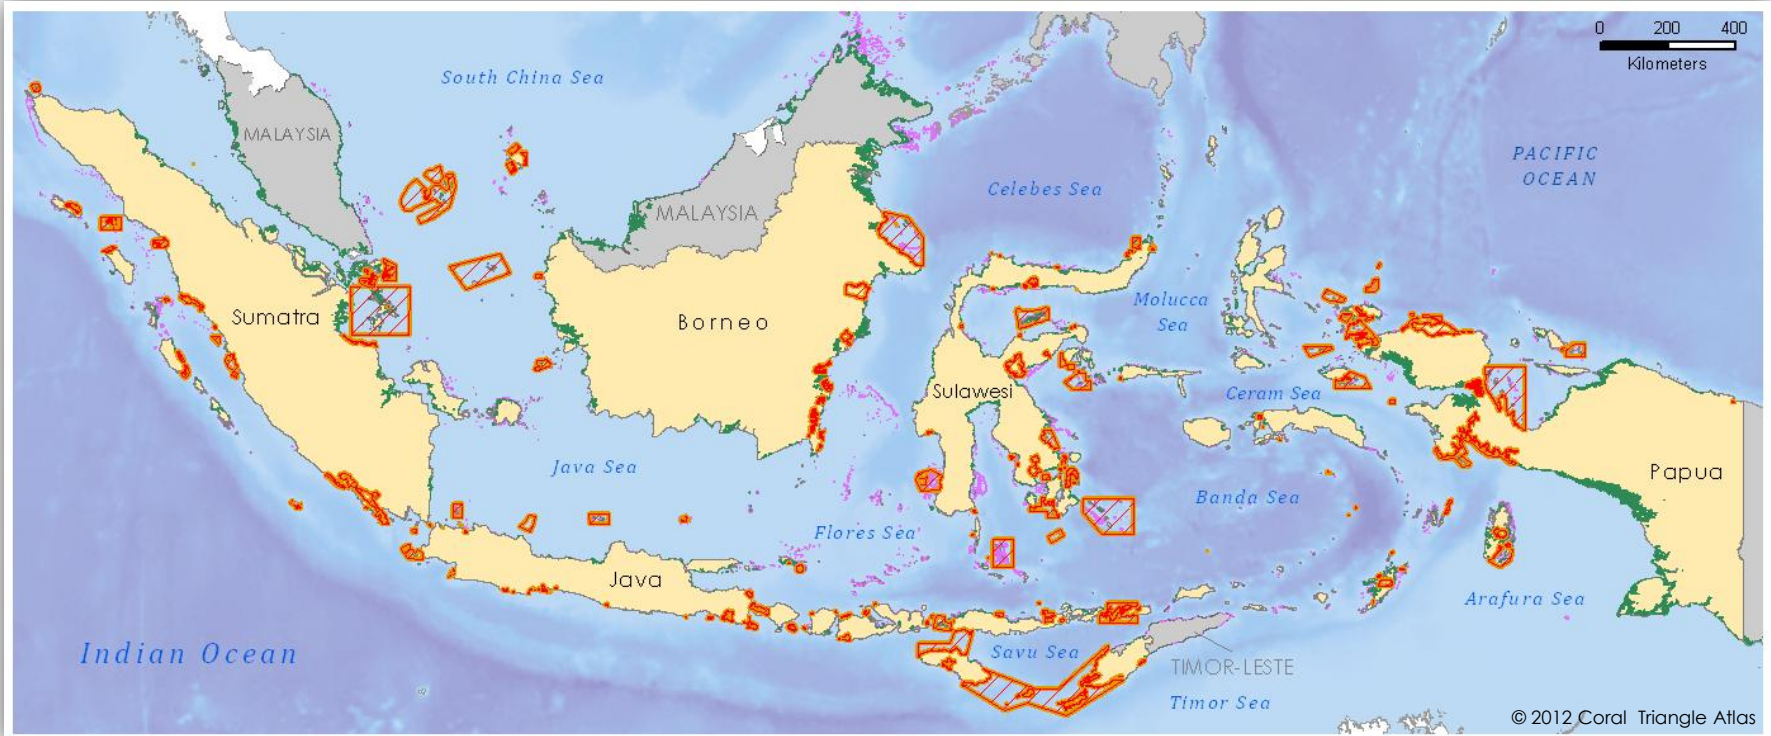 0 200 400
Kilometers
South China Sea
MALAYSIA
PACIFIC
OCEAN
Celebes Sea
MALAYSIA
Molucca
Sea
Sumatra
Borneo
Sulawesi
Ceram Sea
Java Sea
Papua
Banda Sea
Flores Sea
Java
Arafura Sea
Indian Ocean
Savu Sea
TIMOR-LESTE
Timor Sea
© 2012 Coral Triangle Atlas